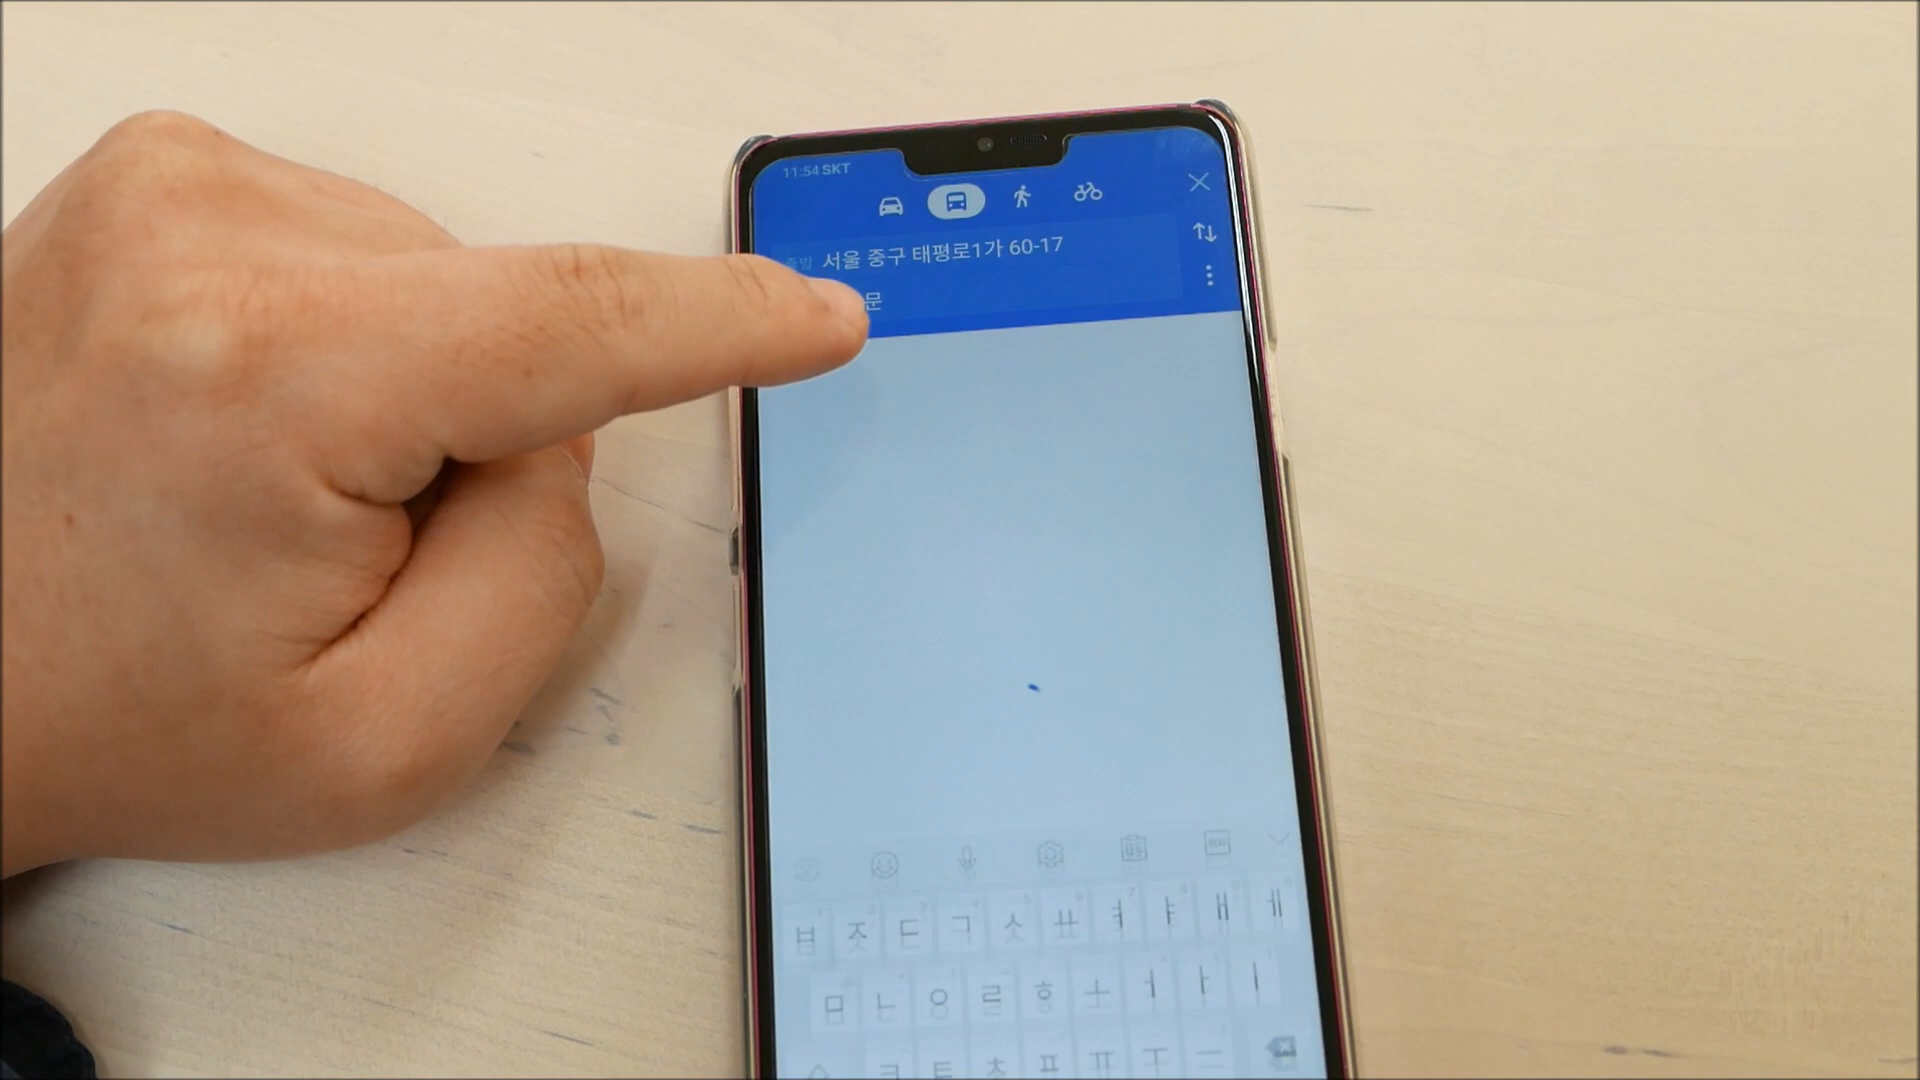 11:54 SKT
출발 서울 중구 태평로1가 60-17
문
ㅂ ㅈ ㄷ ㄱ ㅅ ㅛ ㅕ ㅑ ㅐ ㅔ
ㅁ ㄴ ㅇ ㄹ ㅎ ㅗ ㅓ ㅏ ㅣ
ㅋ ㅌ ㅊ ㅍ ㅠ ㅜ ㅡ